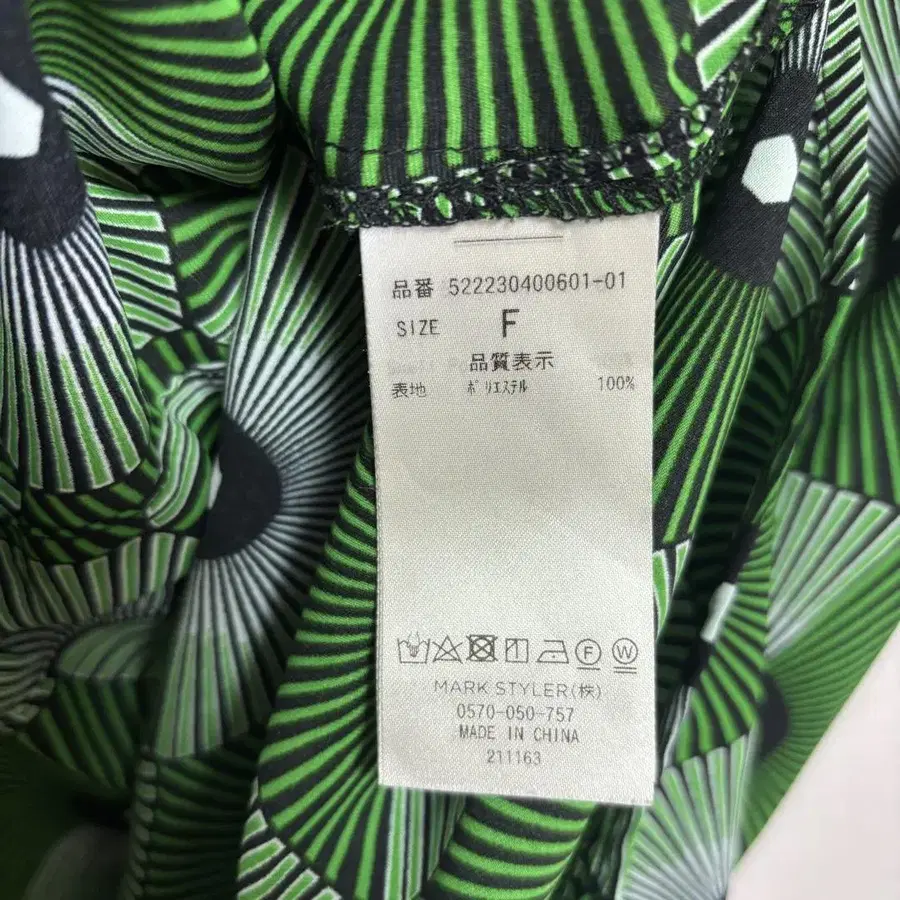 品番 522230400601-01
SIZE F
品質表示
表地 ポリエステル 100%
F W
MARK STYLER(株)
0570-050-757
MADE IN CHINA
211163